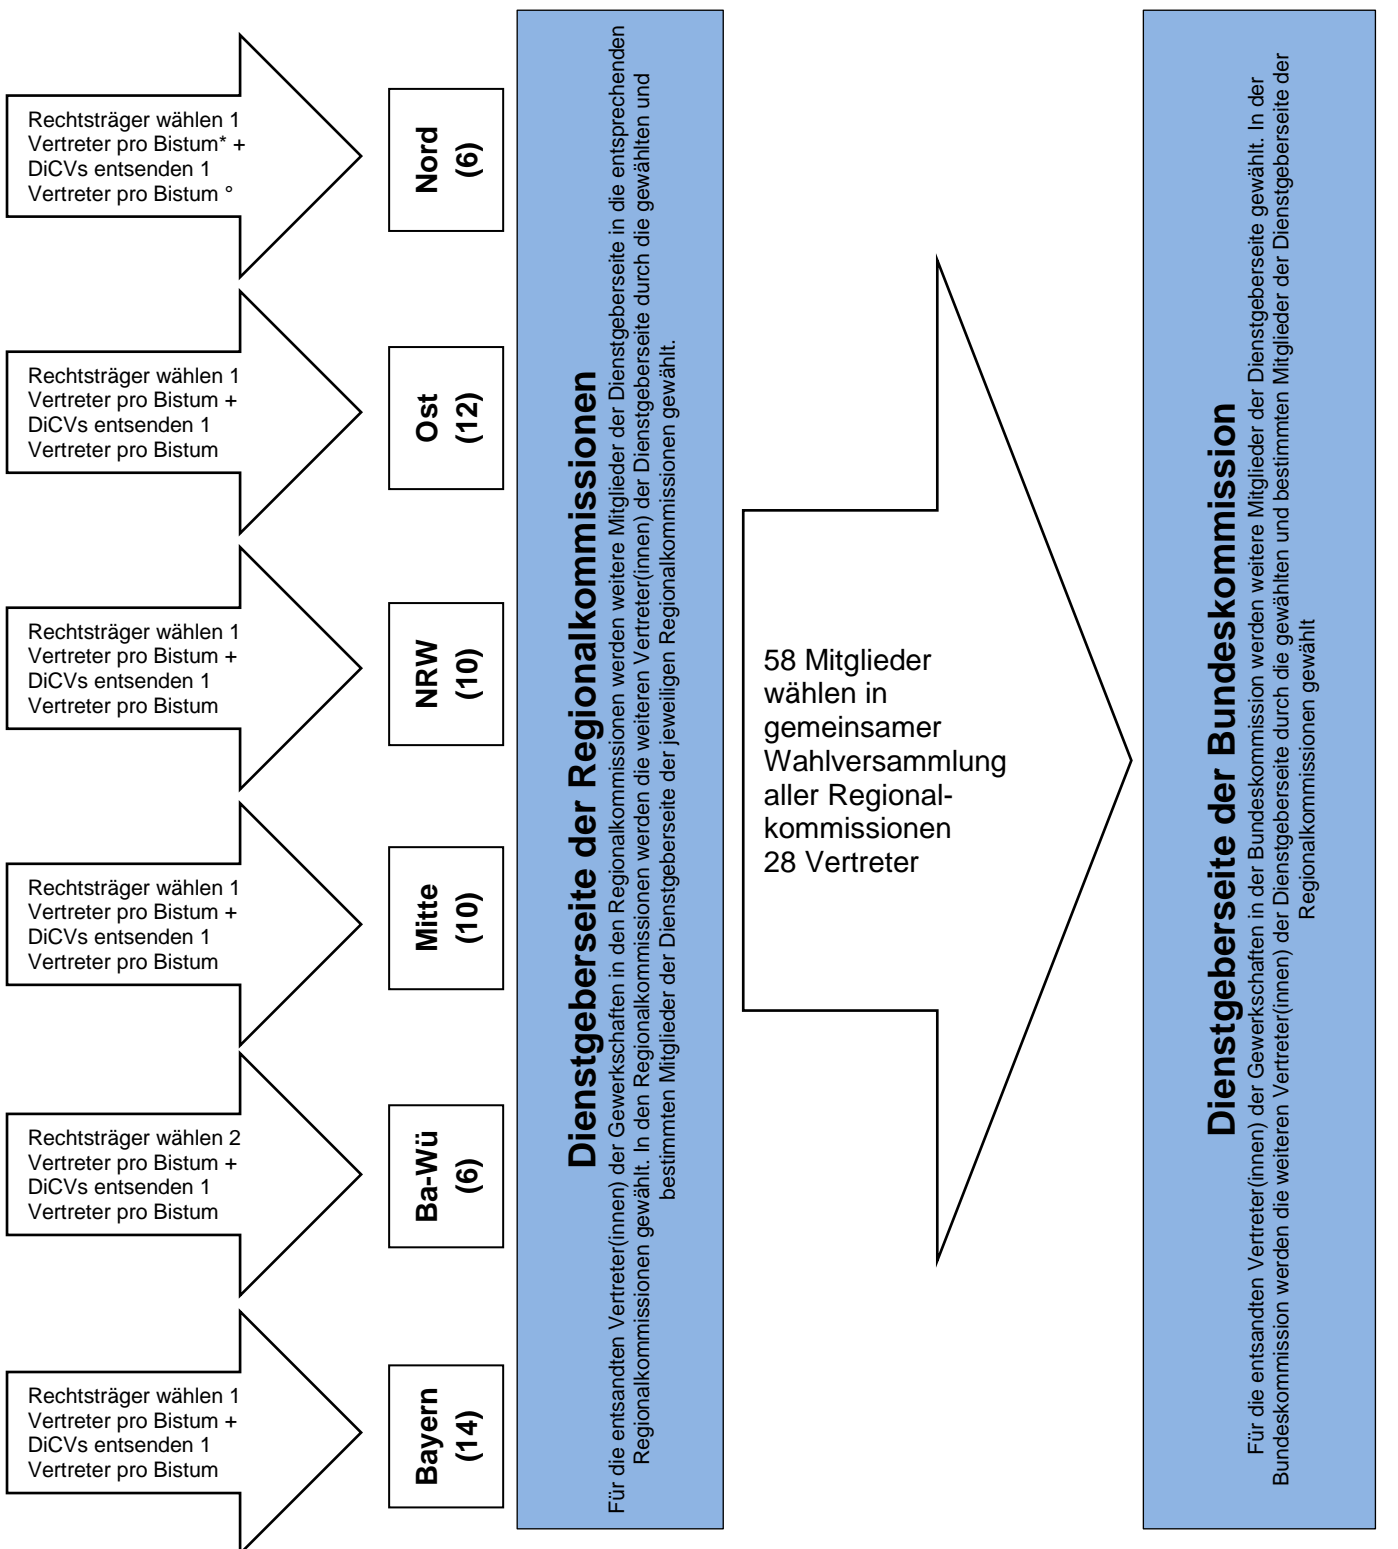 Rechtsträger wählen 1
Vertreter pro Bistum* +
DiCVs entsenden 1
Vertreter pro Bistum °
Nord
(6)
Rechtsträger wählen 1
Vertreter pro Bistum +
DiCVs entsenden 1
Vertreter pro Bistum
Ost
(12)
Rechtsträger wählen 1
Vertreter pro Bistum +
DiCVs entsenden 1
Vertreter pro Bistum
NRW
(10)
Rechtsträger wählen 1
Vertreter pro Bistum +
DiCVs entsenden 1
Vertreter pro Bistum
Mitte
(10)
Rechtsträger wählen 2
Vertreter pro Bistum +
DiCVs entsenden 1
Vertreter pro Bistum
Ba-Wü
(6)
Rechtsträger wählen 1
Vertreter pro Bistum +
DiCVs entsenden 1
Vertreter pro Bistum
Bayern
(14)
Dienstgeberseite der Regionalkommissionen
Für die entsandten Vertreter(innen) der Gewerkschaften in den Regionalkommissionen werden weitere Mitglieder der Dienstgeberseite in die entsprechenden
Regionalkommissionen gewählt. In den Regionalkommissionen werden die weiteren Vertreter(innen) der Dienstgeberseite durch die gewählten und
bestimmten Mitglieder der Dienstgeberseite der jeweiligen Regionalkommissionen gewählt.
58 Mitglieder
wählen in
gemeinsamer
Wahlversammlung
aller Regional-
kommissionen
28 Vertreter
Dienstgeberseite der Bundeskommission
Für die entsandten Vertreter(innen) der Gewerkschaften in der Bundeskommission werden weitere Mitglieder der Dienstgeberseite gewählt. In der
Bundeskommission werden die weiteren Vertreter(innen) der Dienstgeberseite durch die gewählten und bestimmten Mitglieder der Dienstgeberseite der
Regionalkommissionen gewählt